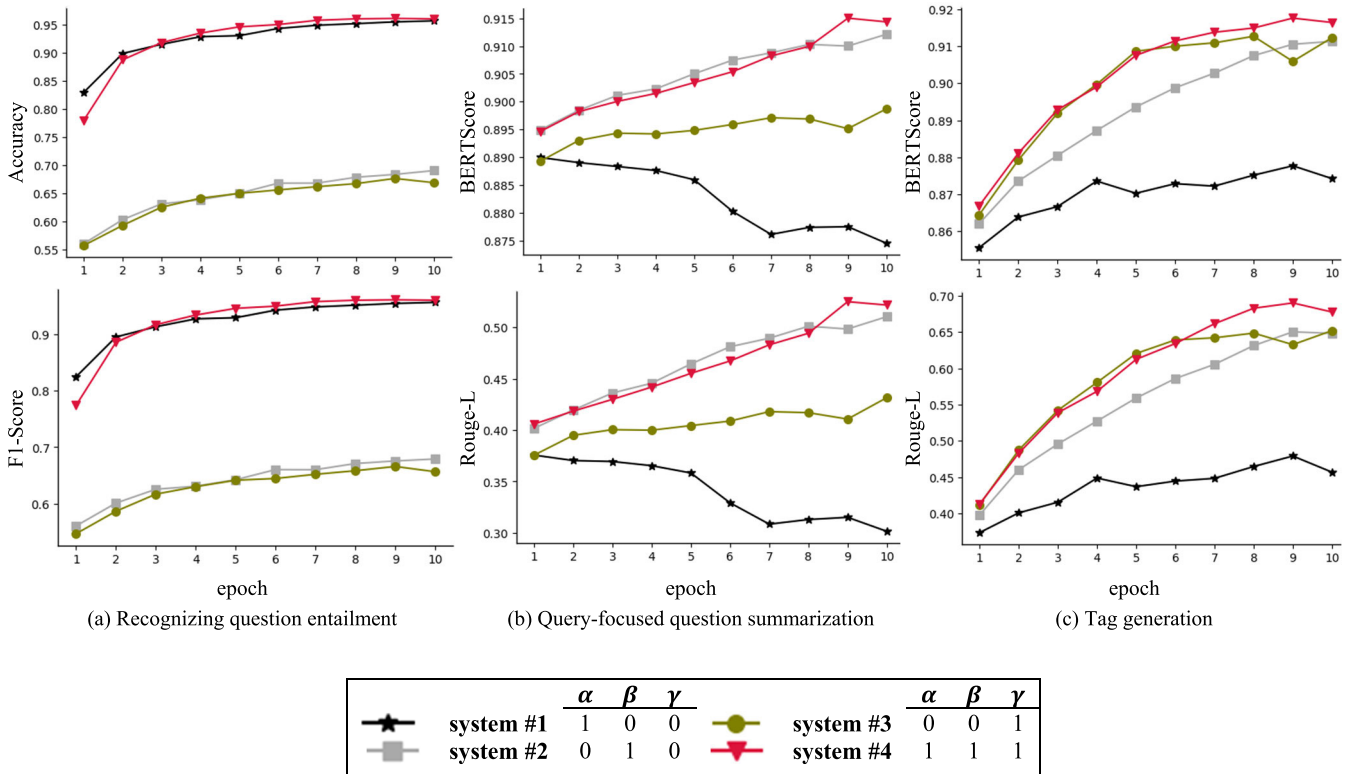 Accuracy
0.95
0.90
0.85
0.80
0.75
0.70
0.65
0.60
0.55
1 2 3 4 5 6 7 8 9 10
BERTScore
0.915
0.910
0.905
0.900
0.895
0.890
0.885
0.880
0.875
1 2 3 4 5 6 7 8 9 10
BERTScore
0.92
0.91
0.90
0.89
0.88
0.87
0.86
1 2 3 4 5 6 7 8 9 10
F1-Score
0.9
0.8
0.7
0.6
1 2 3 4 5 6 7 8 9 10
epoch
(a) Recognizing question entailment
Rouge-L
0.50
0.45
0.40
0.35
0.30
1 2 3 4 5 6 7 8 9 10
epoch
(b) Query-focused question summarization
Rouge-L
0.70
0.65
0.60
0.55
0.50
0.45
0.40
1 2 3 4 5 6 7 8 9 10
epoch
(c) Tag generation
α β γ α β γ
system #1 1 0 0 system #3 0 0 1
system #2 0 1 0 system #4 1 1 1